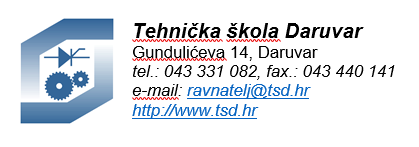 Tehnička škola Daruvar
Gundulićeva 14, Daruvar
tel.: 043 331 082, fax.: 043 440 141
e-mail: ravnatelj@tsd.hr
http://www.tsd.hr